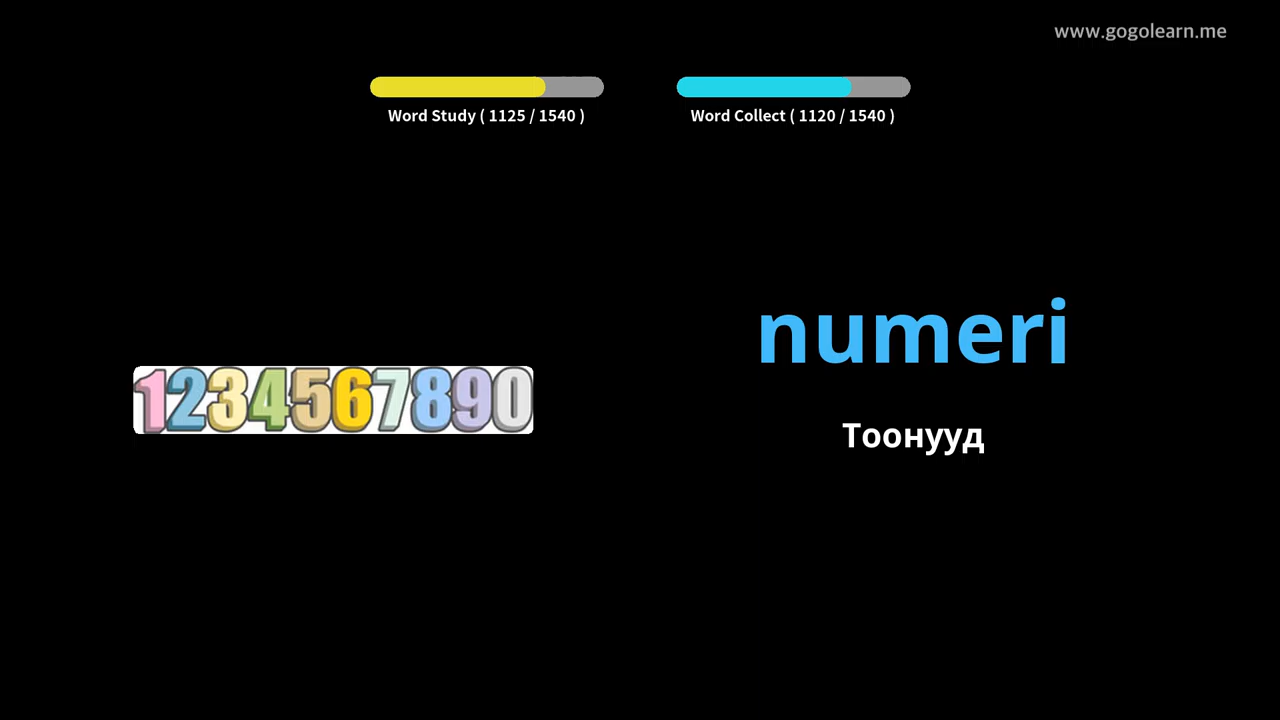 www.gogolearn.me
Word Study ( 1125 / 1540 )
Word Collect ( 1120 / 1540 )
numeri
1234567890
Тоонууд